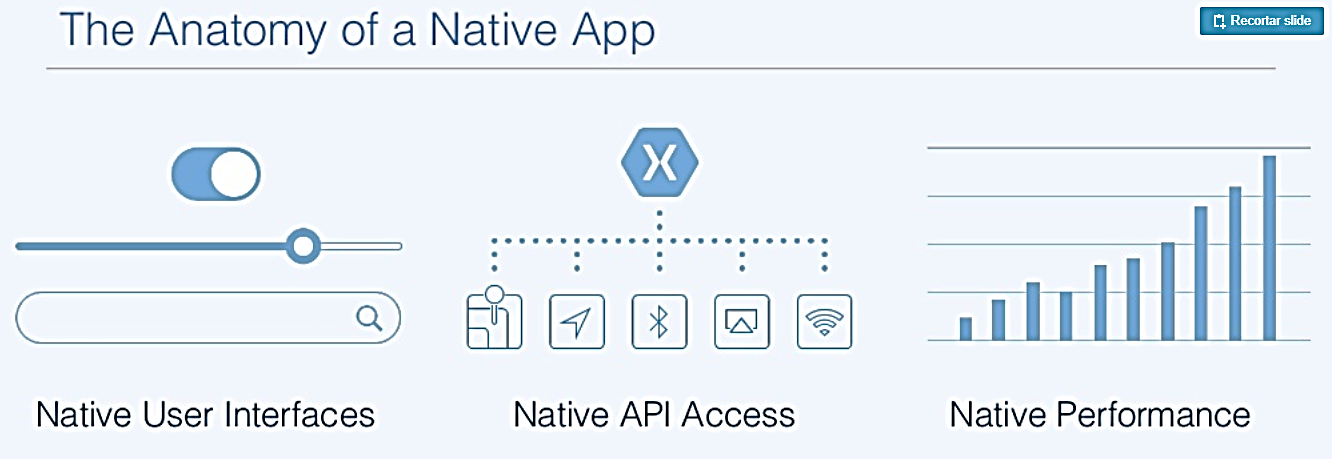 The Anatomy of a Native App
Recortar slide
X
Native User Interfaces
Native API Access
Native Performance